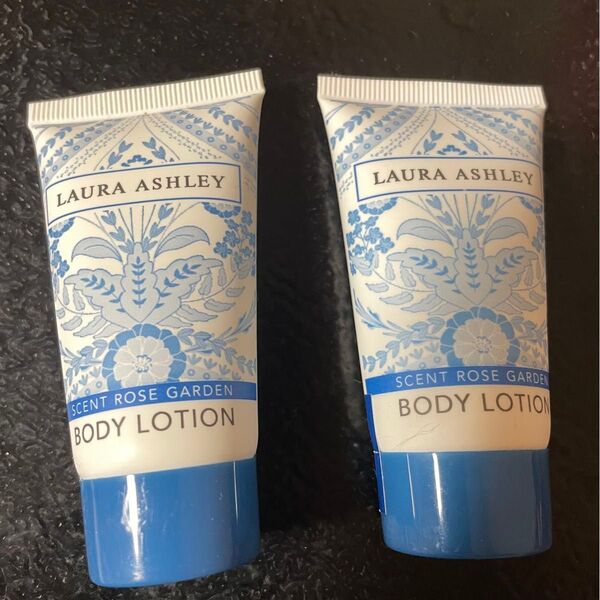 LAURA ASHLEY
SCENT ROSE GARDEN
BODY LOTION
LAURA ASHLEY
SCENT ROSE GARDEN
BODY LOTION